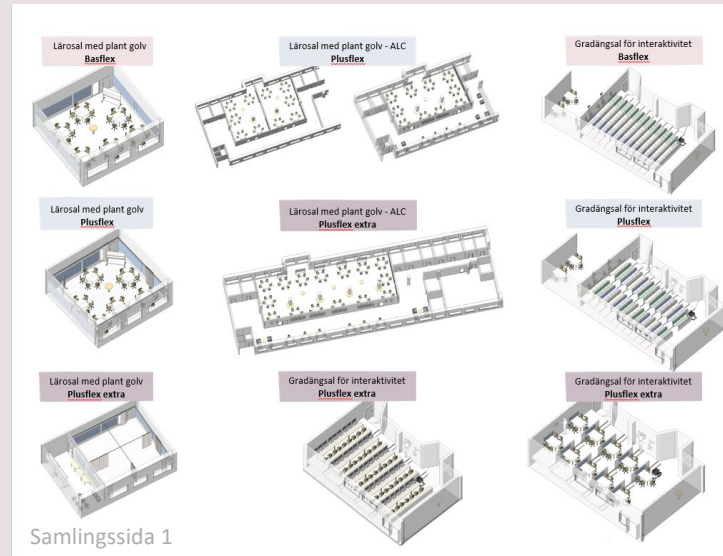 Lärosal med plant golv
Basflex
Lärosal med plant golv - ALC
Plusflex
Gradängsal för interaktivitet
Basflex
Lärosal med plant golv
Plusflex
Lärosal med plant golv - ALC
Plusflex extra
Gradängsal för interaktivitet
Plusflex
Lärosal med plant golv
Plusflex extra
Gradängsal för interaktivitet
Plusflex extra
Gradängsal för interaktivitet
Plusflex extra
Samlingssida 1